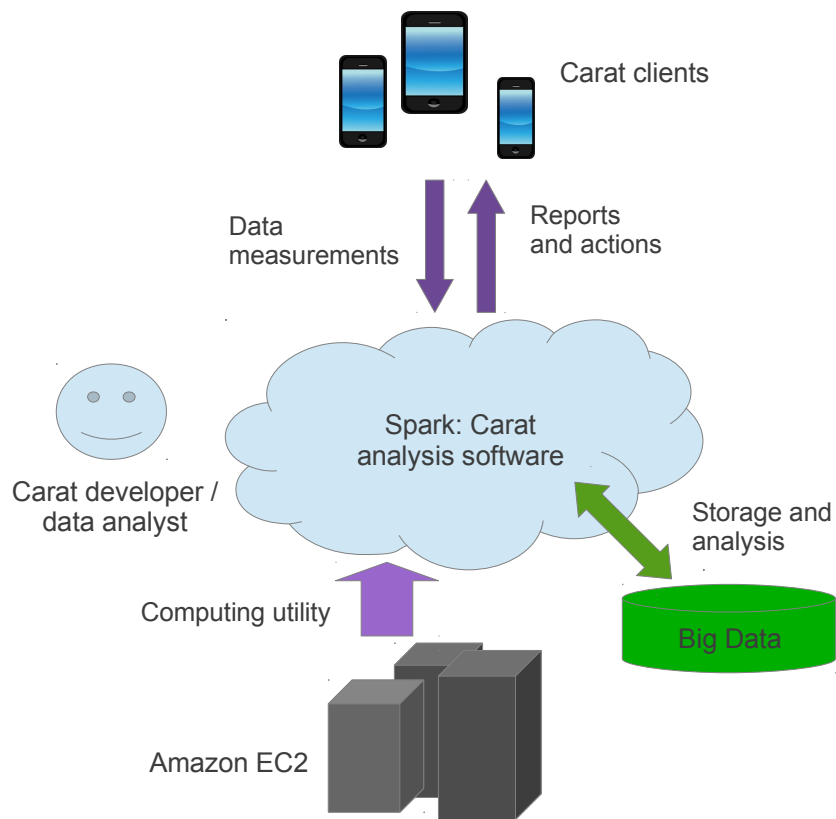 Carat clients
Data
measurements
Reports
and actions
Spark: Carat
analysis software
Carat developer /
data analyst
Storage and
analysis
Computing utility
Big Data
Amazon EC2